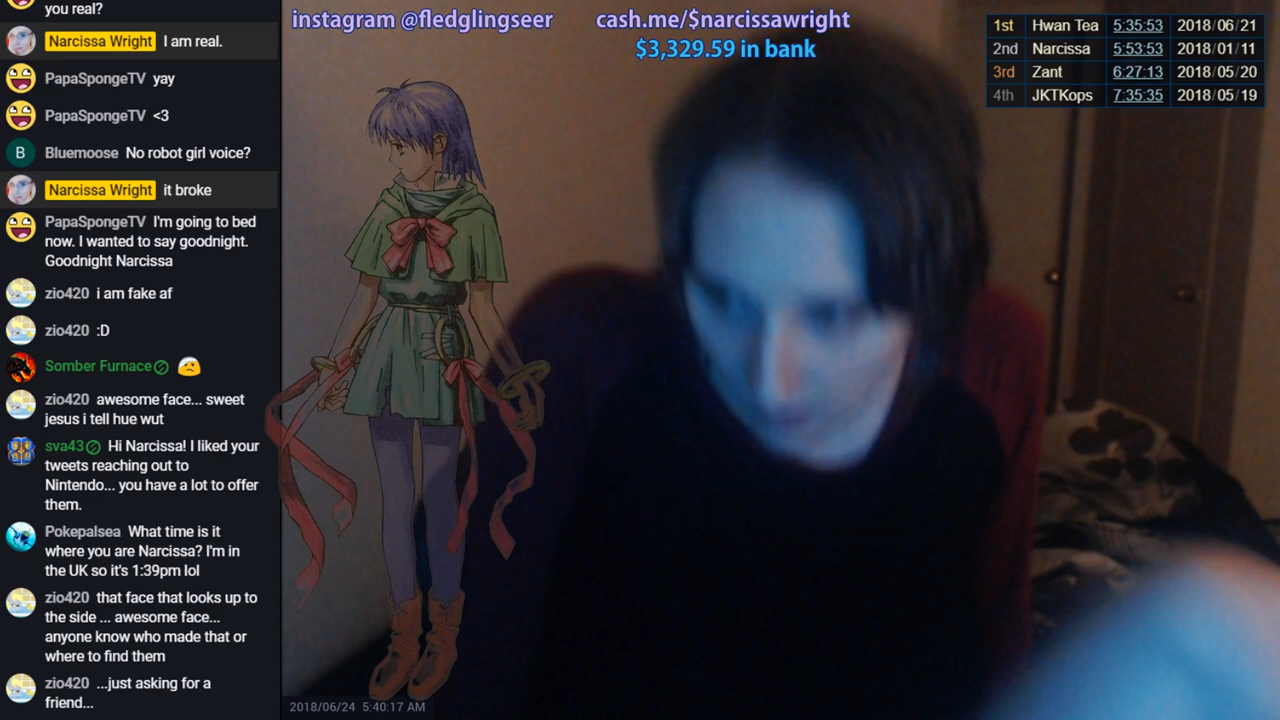 you real?
Narcissa Wright I am real.
PapaSpongeTV yay
PapaSpongeTV <3
Bluemoose No robot girl voice?
B
Narcissa Wright it broke
PapaSpongeTV I'm going to bed
now. I wanted to say goodnight.
Goodnight Narcissa
zio420 i am fake af
zio420 :D
Somber Furnace
zio420 awesome face... sweet
jesus i tell hue wut
sva43 Hi Narcissa! I liked your
tweets reaching out to
Nintendo... you have a lot to offer
them.
Pokepalsea What time is it
where you are Narcissa? I'm in
the UK so it's 1:39pm lol
zio420 that face that looks up to
the side ... awesome face...
anyone know who made that or
where to find them
zio420 ...just asking for a
friend...
instagram @fledglingseer cash.me/$narcissawright
$3,329.59 in bank
1st Hwan Tea 5:35:53 2018/06/21
2nd Narcissa 5:53:53 2018/01/11
3rd Zant 6:27:13 2018/05/20
4th JKTKops 7:35:35 2018/05/19
2018/06/24 5:40:17 AM